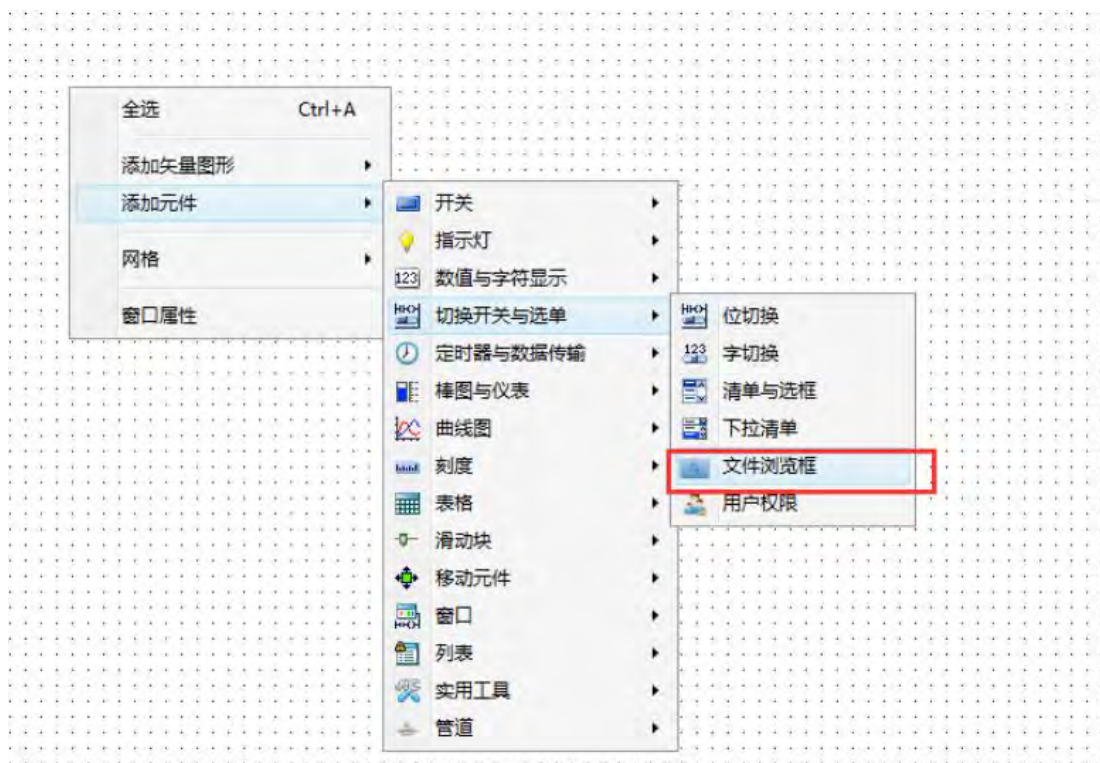 全选 Ctrl+A
添加矢量图形
添加元件
网格
窗口属性
开关
指示灯
123 数值与字符显示
切换开关与选单
定时器与数据传输
棒图与仪表
曲线图
刻度
表格
滑动块
移动元件
窗口
列表
实用工具
管道
位切换
123 字切换
清单与选框
下拉清单
文件浏览框
用户权限